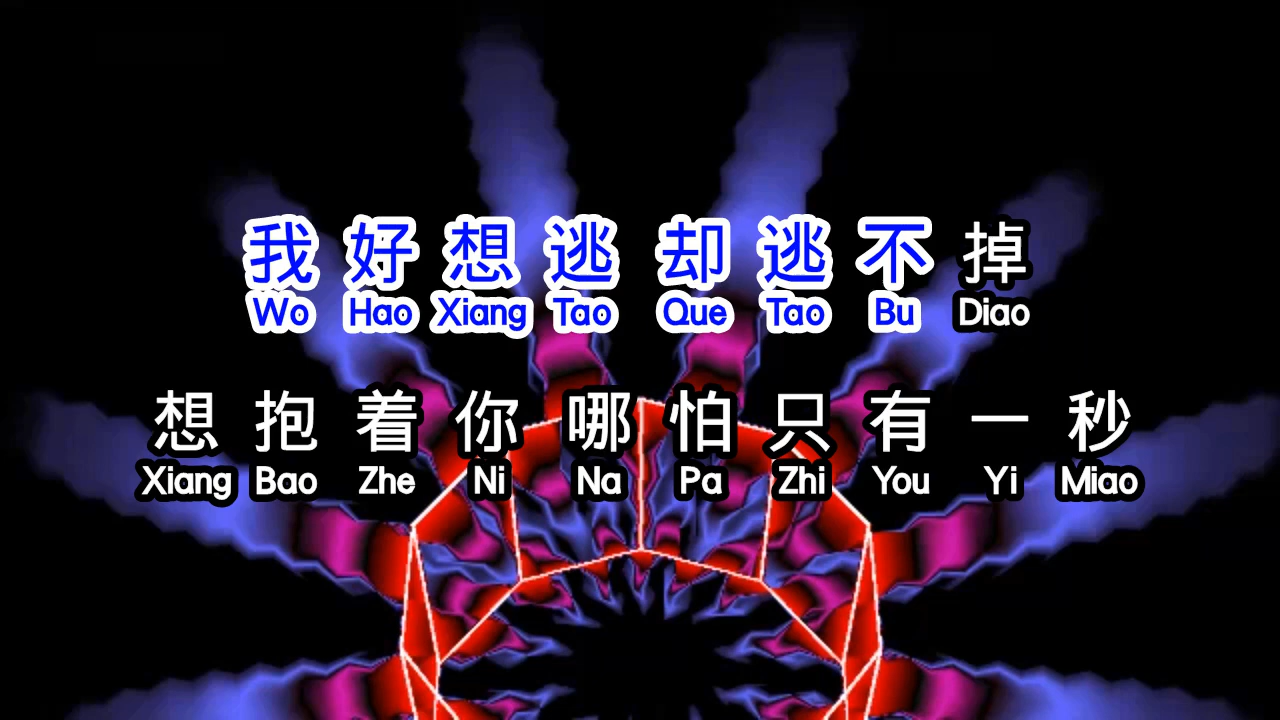 我 好 想 逃 却 逃 不 掉
Wo Hao Xiang Tao Que Tao Bu Diao
想 抱 着 你 哪 怕 只 有 一 秒
Xiang Bao Zhe Ni Na Pa Zhi You Yi Miao